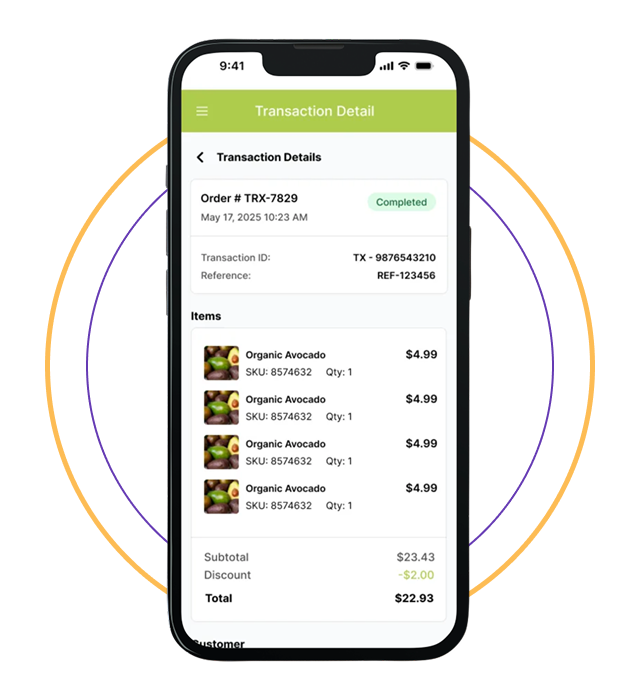 9:41
Transaction Detail
Transaction Details
Order # TRX-7829 Completed
May 17, 2025 10:23 AM
Transaction ID: TX - 9876543210
Reference: REF-123456
Items
Organic Avocado $4.99
SKU: 8574632 Qty: 1
Organic Avocado $4.99
SKU: 8574632 Qty: 1
Organic Avocado $4.99
SKU: 8574632 Qty: 1
Organic Avocado $4.99
SKU: 8574632 Qty: 1
Subtotal $23.43
Discount -$2.00
Total $22.93
Customer